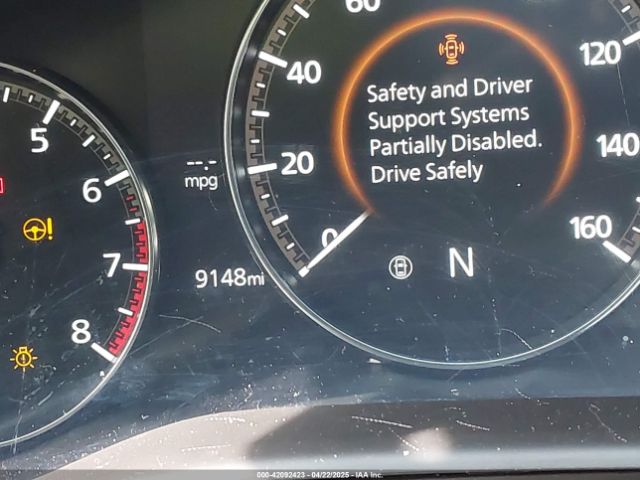 60
40
20
0
120
140
160
5
6
7
8
Safety and Driver
Support Systems
Partially Disabled.
Drive Safely
--.-
mpg
9148mi
N
000-42092423 - 04/22/2025 - IAA Inc.